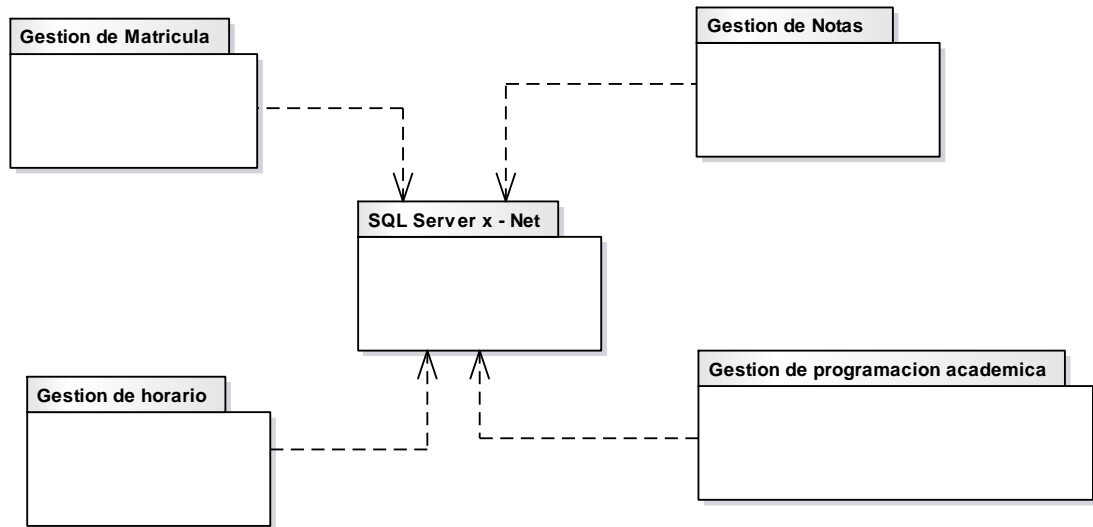 Gestion de Matricula
Gestion de Notas
SQL Server x - Net
Gestion de horario
Gestion de programacion academica